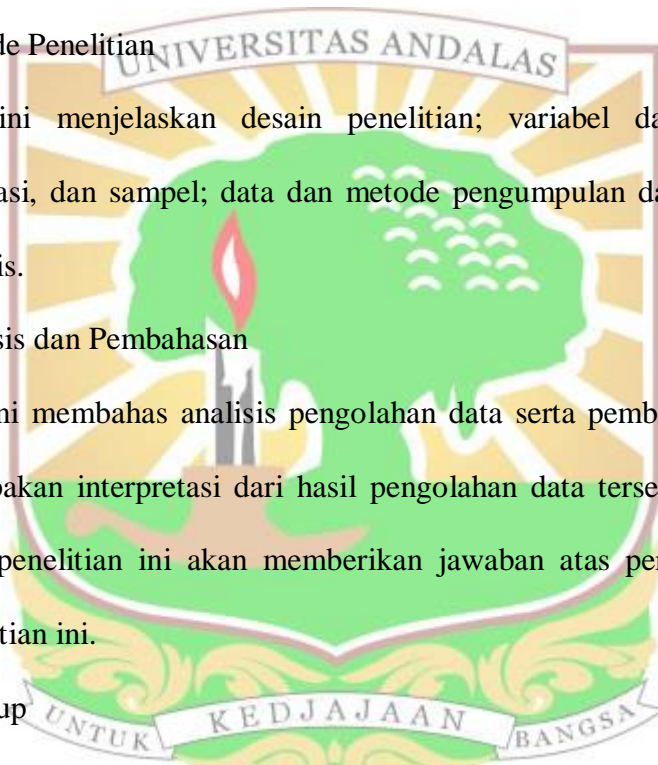 de Penelitian
UNIVERSITAS ANDALAS
ini menjelaskan desain penelitian; variabel da
asi, dan sampel; data dan metode pengumpulan da
is.
sis dan Pembahasan
ni membahas analisis pengolahan data serta pemb
pakan interpretasi dari hasil pengolahan data terse
penelitian ini akan memberikan jawaban atas per
tian ini.
up
UNTUK KEDJAJAAN BANGSA